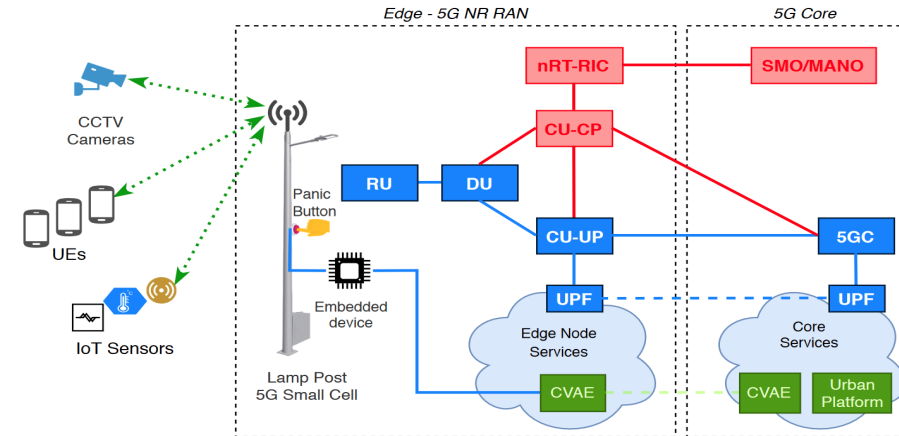 Edge - 5G NR RAN
5G Core
nRT-RIC
SMO/MANO
CCTV
Cameras
CU-CP
RU
DU
Panic
Button
CU-UP
5GC
UEs
UPF
UPF
Embedded
device
Edge Node
Services
Core
Services
°C
IoT Sensors
Lamp Post
5G Small Cell
CVAE
CVAE
Urban
Platform